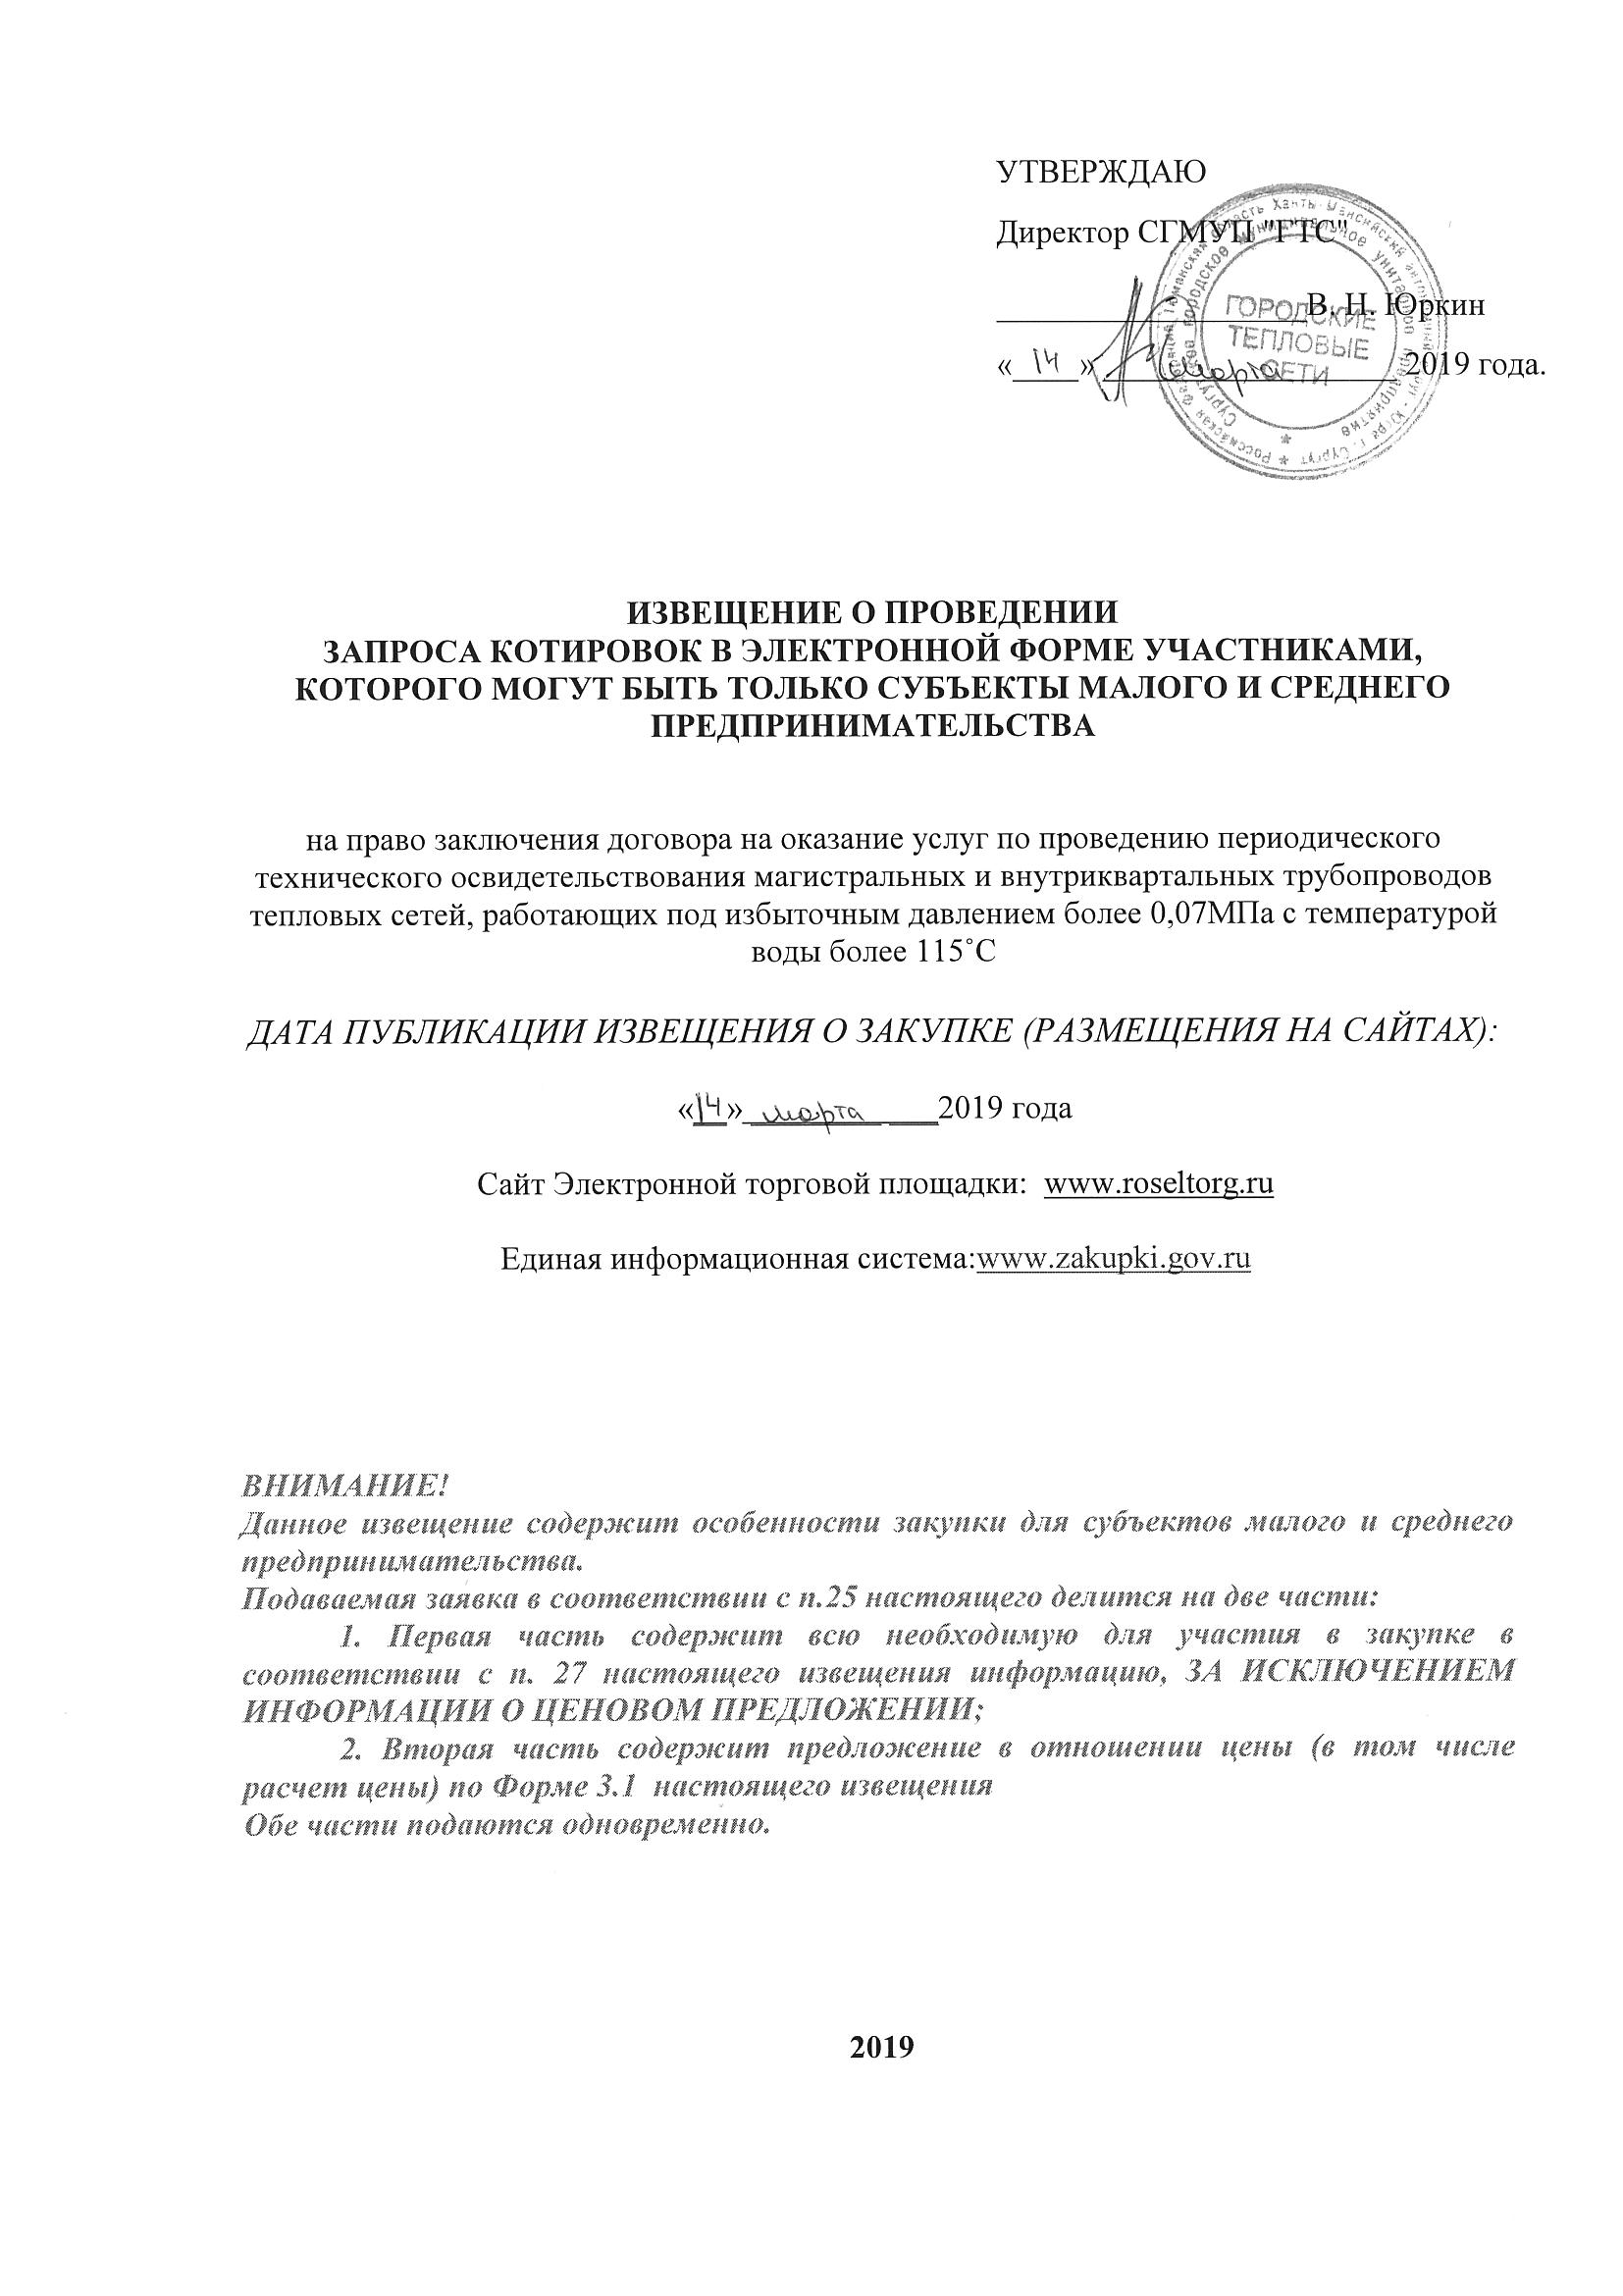 УТВЕРЖДАЮ
Директор СГМУП "ГТС"
В. Н. Юркин
« 14 » марта 2019 года.
ГОРОДСКИЕ
ТЕПЛОВЫЕ
СЕТИ
ИЗВЕЩЕНИЕ О ПРОВЕДЕНИИ
ЗАПРОСА КОТИРОВОК В ЭЛЕКТРОННОЙ ФОРМЕ УЧАСТНИКАМИ,
КОТОРОГО МОГУТ БЫТЬ ТОЛЬКО СУБЪЕКТЫ МАЛОГО И СРЕДНЕГО
ПРЕДПРИНИМАТЕЛЬСТВА
на право заключения договора на оказание услуг по проведению периодического
технического освидетельствования магистральных и внутриквартальных трубопроводов
тепловых сетей, работающих под избыточным давлением более 0,07МПа с температурой
воды более 115˚С
ДАТА ПУБЛИКАЦИИ ИЗВЕЩЕНИЯ О ЗАКУПКЕ (РАЗМЕЩЕНИЯ НА САЙТАХ):
«14» марта 2019 года
Сайт Электронной торговой площадки: www.roseltorg.ru
Единая информационная система:www.zakupki.gov.ru
ВНИМАНИЕ!
Данное извещение содержит особенности закупки для субъектов малого и среднего
предпринимательства.
Подаваемая заявка в соответствии с п.25 настоящего делится на две части:
1. Первая часть содержит всю необходимую для участия в закупке в
соответствии с п. 27 настоящего извещения информацию, ЗА ИСКЛЮЧЕНИЕМ
ИНФОРМАЦИИ О ЦЕНОВОМ ПРЕДЛОЖЕНИИ;
2. Вторая часть содержит предложение в отношении цены (в том числе
расчет цены) по Форме 3.1 настоящего извещения
Обе части подаются одновременно.
2019